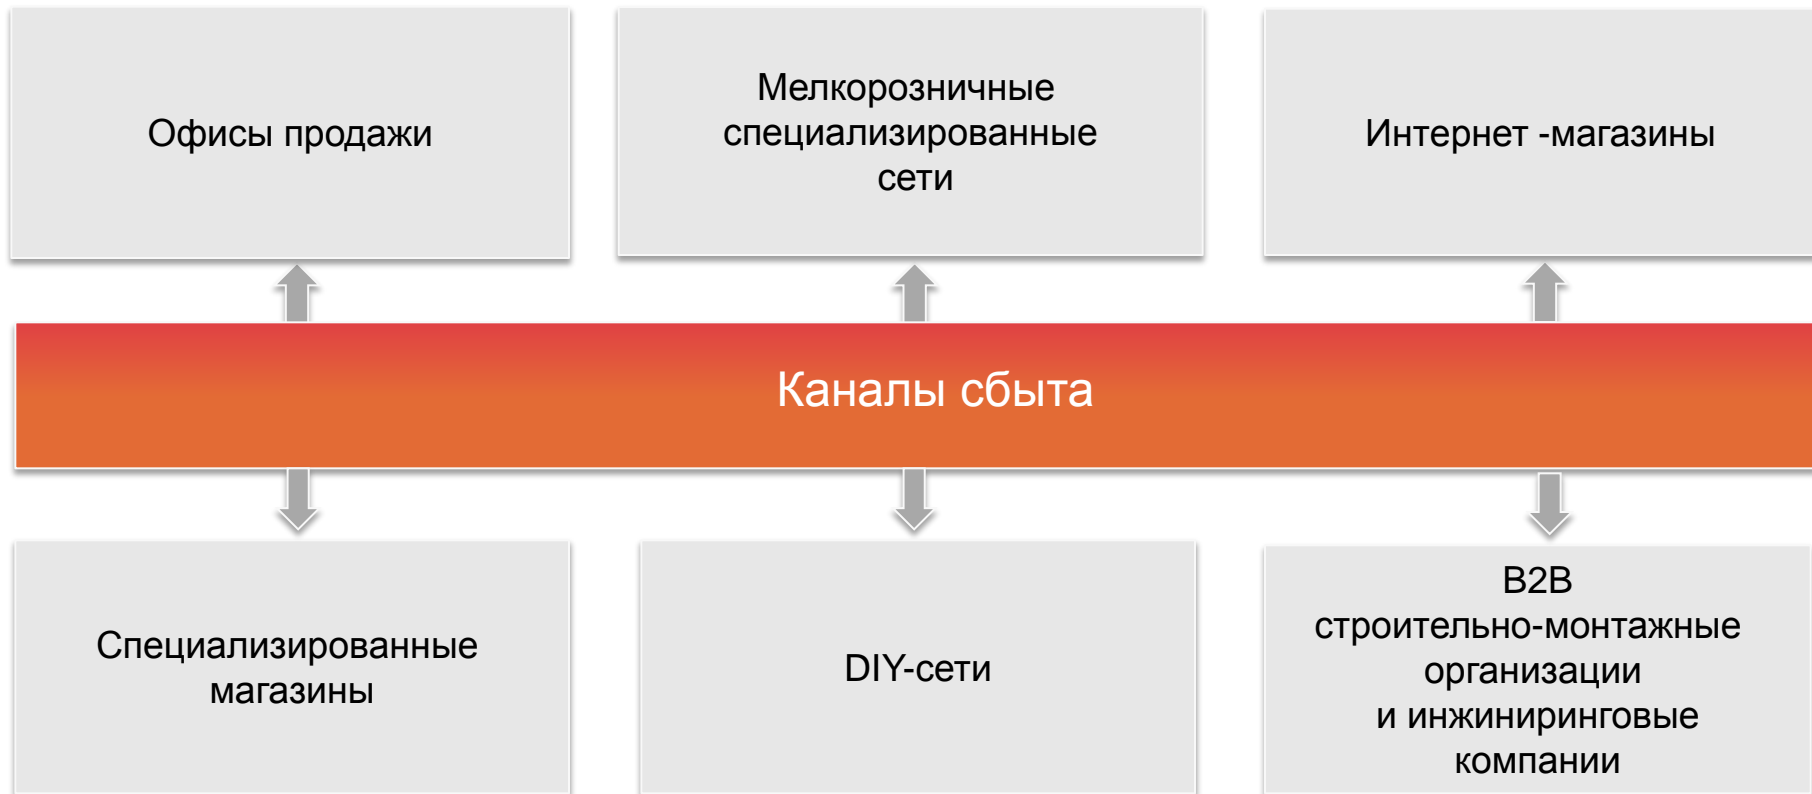 Офисы продажи
Мелкорозничные
специализированные
сети
Интернет -магазины
Каналы сбыта
Специализированные
магазины
DIY-сети
B2B
строительно-монтажные
организации
и инжиниринговые
компании